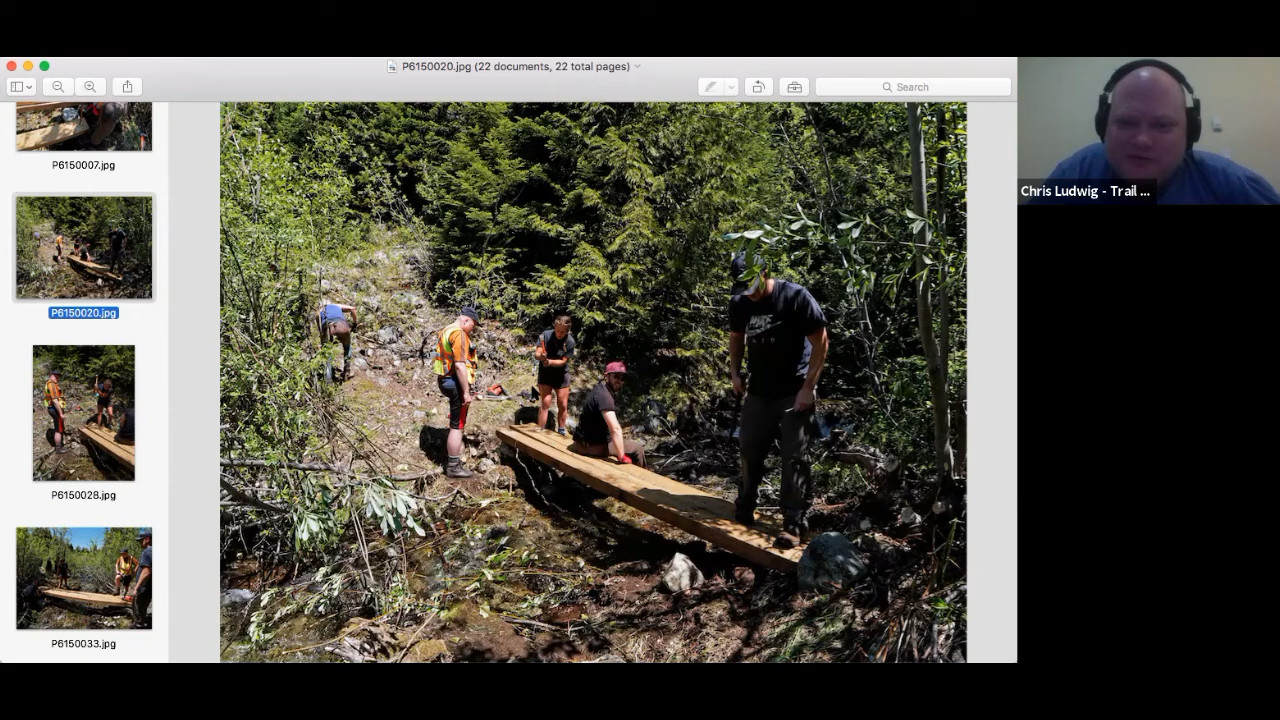 P6150020.jpg (22 documents, 22 total pages)
Search
P6150007.jpg
P6150020.jpg
P6150028.jpg
P6150033.jpg
Chris Ludwig - Trail ...